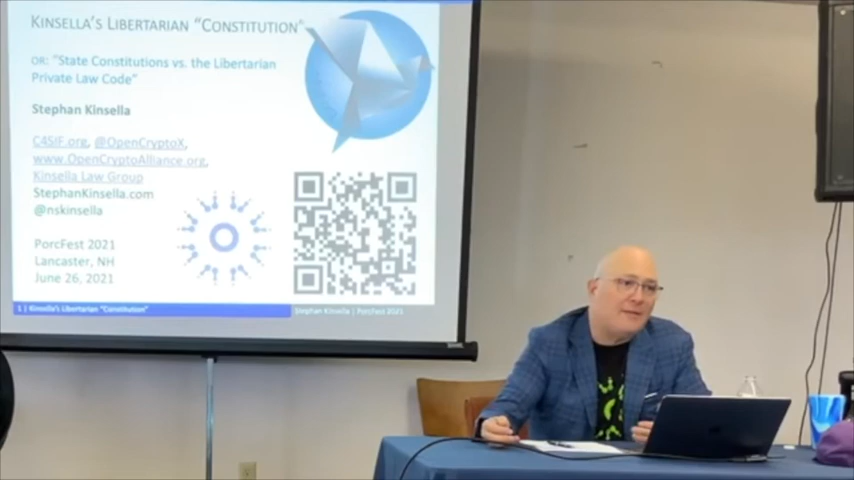 KINSELLA'S LIBERTARIAN "CONSTITUTION"
OR: "State Constitutions vs. the Libertarian
Private Law Code"
Stephan Kinsella
C4SIF.org, @OpenCryptoX,
www.OpenCryptoAlliance.org,
Kinsella Law Group
StephanKinsella.com
@nskinsella
PorcFest 2021
Lancaster, NH
June 26, 2021
1 | Kinsella's Libertarian "Constitution"
Stephan Kinsella | PorcFest 2021